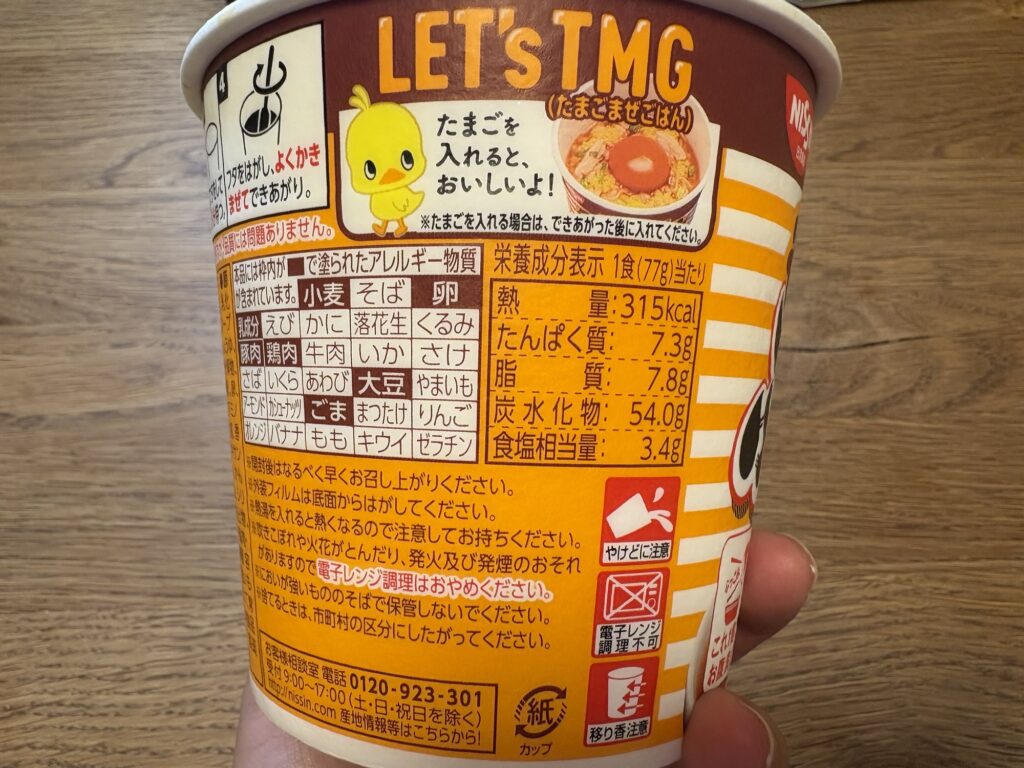 LET's TMG
(たまごまぜごはん)
たまごを
入れると、
おいしいよ!
※たまごを入れる場合は、できあがった後に入れてください。
4
フタをはがし、よくかき
まぜてできあがり。
品質には問題ありません。
本品には枠内が■で塗られたアレルギー物質
が含まれています。
小麦 そば 卵
乳成分 えび かに 落花生 くるみ
豚肉 鶏肉 牛肉 いか さけ
さば いくら あわび 大豆 やまいも
アーモンド カシューナッツ ごま まつたけ りんご
オレンジ バナナ もも キウイ ゼラチン
栄養成分表示 1食(77g)当たり
熱量:315kcal
たんぱく質: 7.3g
脂質: 7.8g
炭水化物: 54.0g
食塩相当量: 3.4g
※開封後はなるべく早くお召し上がりください。
※外装フィルムは底面からはがしてください。
※熱湯を入れると熱くなるので注意してお持ちください。
※吹きこぼれや火花がとんだり、発火及び発煙のおそれ
がありますので電子レンジ調理はおやめください。
※においが強いもののそばで保管しないでください。
※捨てるときは、市町村の区分にしたがってください。
お客様相談室 電話 0120-923-301
受付 9:00~17:00 (土・日・祝日を除く)
http://nissin.com 産地情報等はこちらから!
紙
カップ
やけどに注意
電子レンジ
調理不可
移り香注意